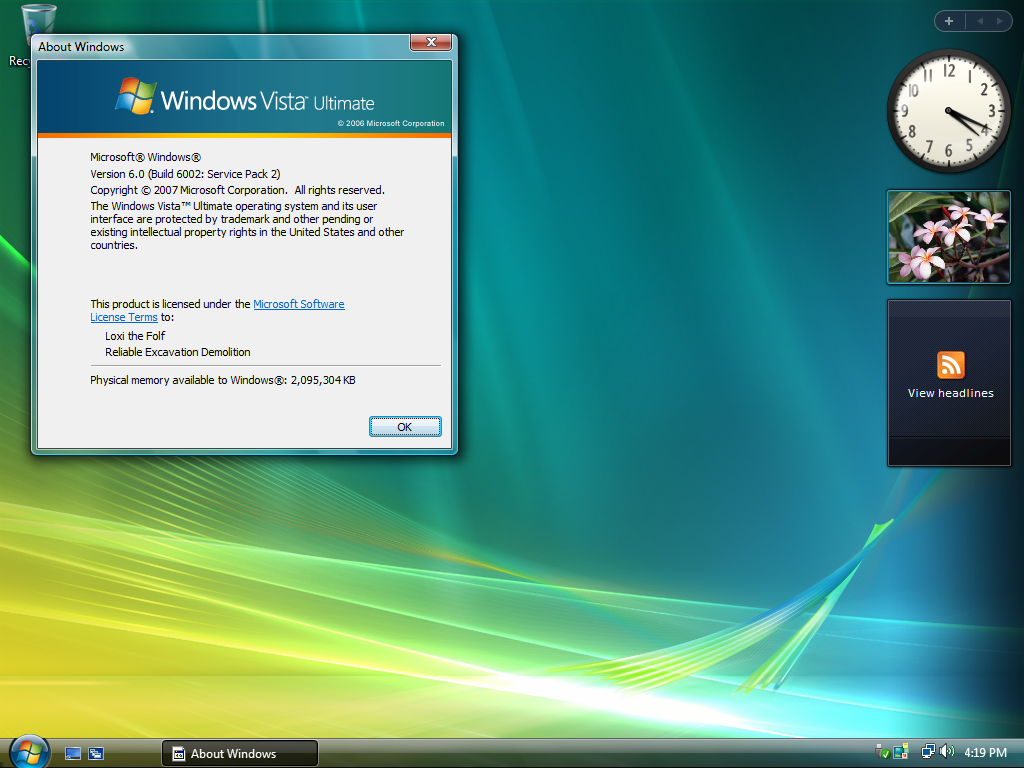 Recy
About Windows
Windows Vista™ Ultimate
© 2006 Microsoft Corporation
Microsoft® Windows®
Version 6.0 (Build 6002: Service Pack 2)
Copyright © 2007 Microsoft Corporation.  All rights reserved.
The Windows Vista™ Ultimate operating system and its user
interface are protected by trademark and other pending or
existing intellectual property rights in the United States and other
countries.
This product is licensed under the Microsoft Software
License Terms to:
Loxi the Folf
Reliable Excavation Demolition
Physical memory available to Windows®: 2,095,304 KB
OK
12
1
2
3
4
5
6
7
8
9
10
11
View headlines
About Windows
4:19 PM